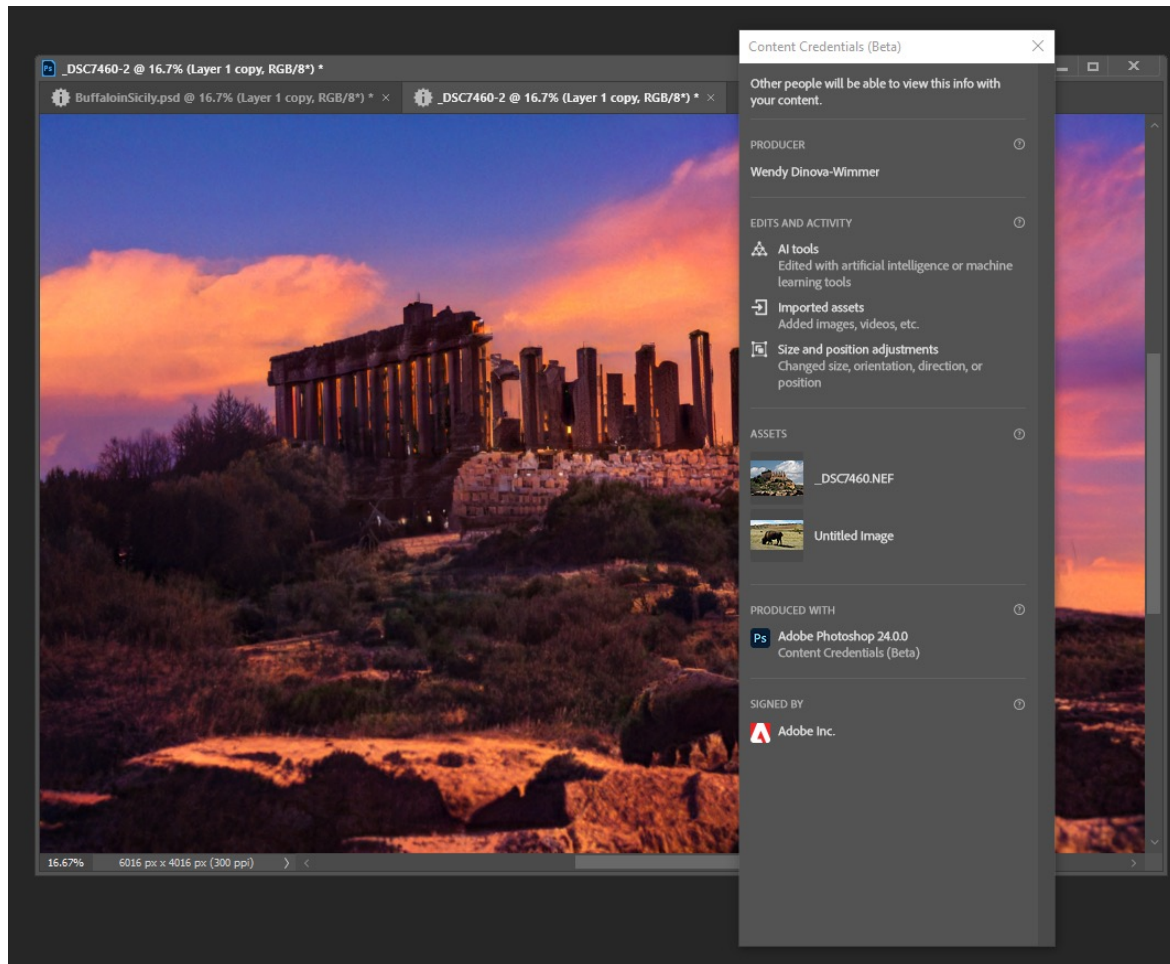 Content Credentials (Beta)
Ps _DSC7460-2 @ 16.7% (Layer 1 copy, RGB/8*) *
BuffaloinSicily.psd @ 16.7% (Layer 1 copy, RGB/8*) * × _DSC7460-2 @ 16.7% (Layer 1 copy, RGB/8*) * ×
Other people will be able to view this info with
your content.
PRODUCER
Wendy Dinova-Wimmer
EDITS AND ACTIVITY
AI tools
Edited with artificial intelligence or machine
learning tools
Imported assets
Added images, videos, etc.
Size and position adjustments
Changed size, orientation, direction, or
position
ASSETS
_DSC7460.NEF
Untitled Image
PRODUCED WITH
Ps Adobe Photoshop 24.0.0
Content Credentials (Beta)
SIGNED BY
Adobe Inc.
16.67% 6016 px x 4016 px (300 ppi)